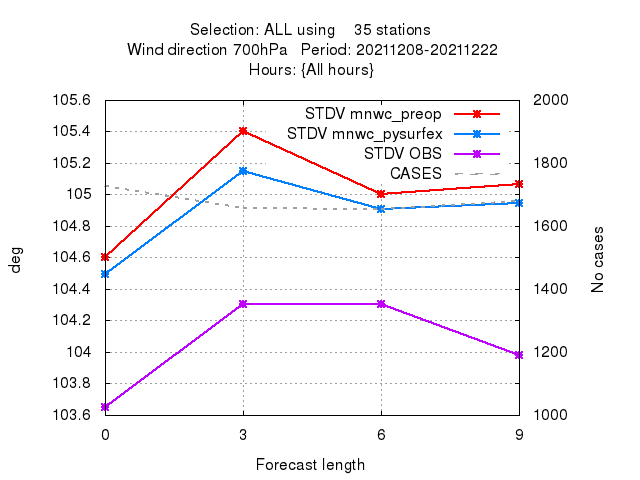 Selection: ALL using    35 stations
Wind direction 700hPa   Period: 20211208-20211222
Hours: {All hours}
105.6
105.4
105.2
105
104.8
104.6
104.4
104.2
104
103.8
103.6
deg
STDV mnwc_preop
STDV mnwc_pysurfex
STDV OBS
CASES
2000
1800
1600
1400
1200
1000
No cases
0 3 6 9
Forecast length